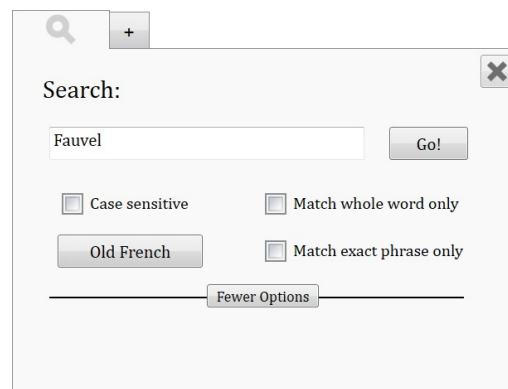 +
Search:
Fauvel
Go!
Case sensitive
Match whole word only
Old French
Match exact phrase only
Fewer Options